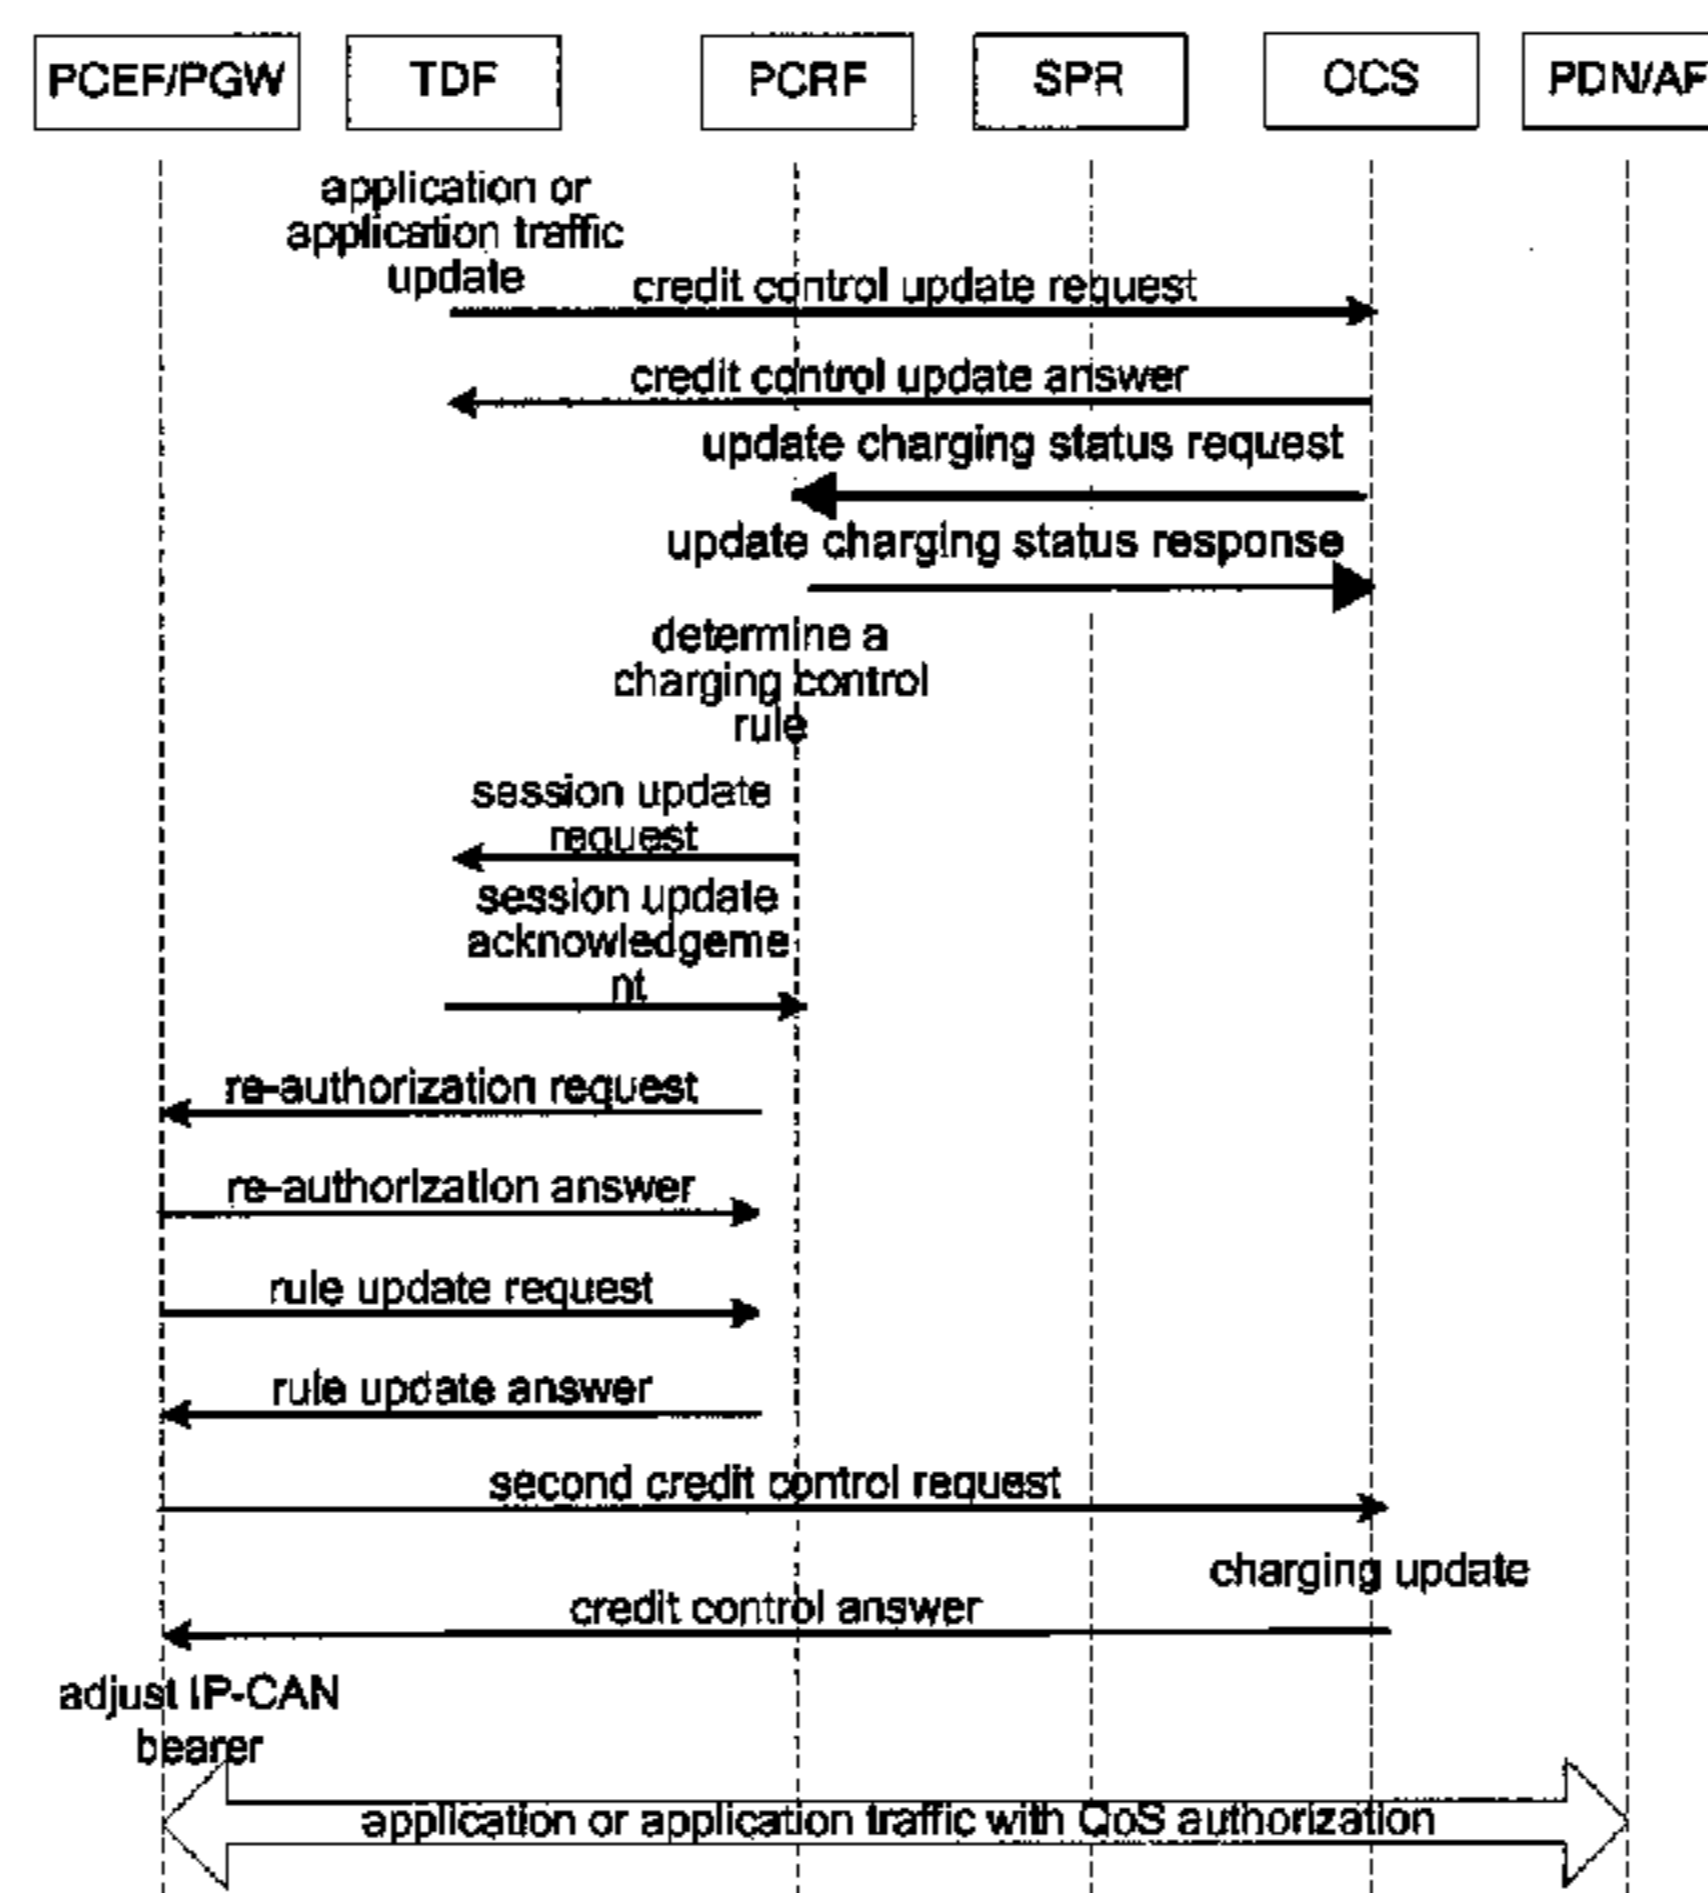 PCEF/PGW TDF PCRF SPR OCS PDN/AF
application or
application traffic
update
credit control update request
credit control update answer
update charging status request
update charging status response
determine a
charging control
rule
session update
request
session update
acknowledgeme
nt
re-authorization request
re-authorization answer
rule update request
rule update answer
second credit control request
charging update
credit control answer
adjust IP-CAN
bearer
application or application traffic with QoS authorization